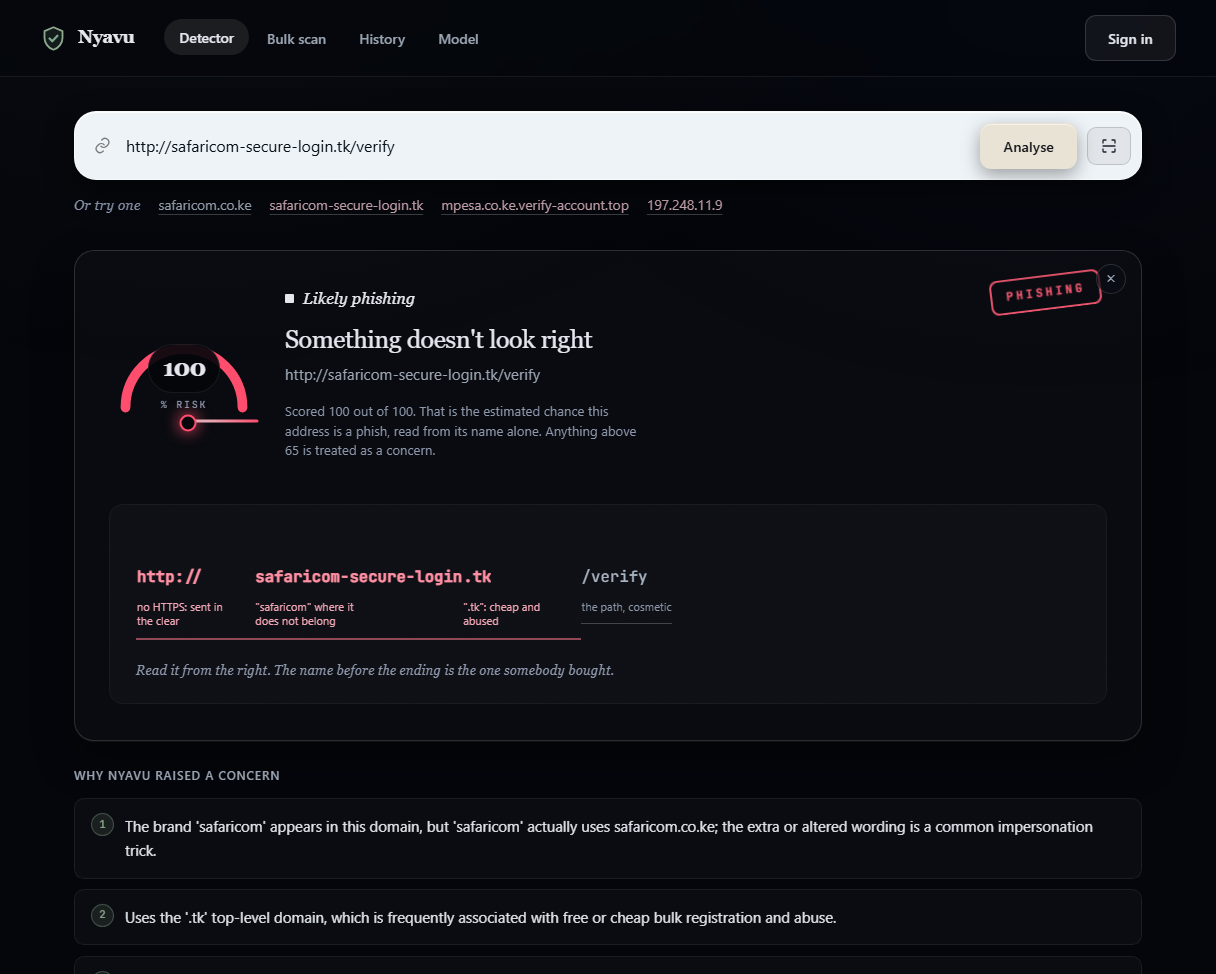 Nyavu
Detector
Bulk scan
History
Model
Sign in
http://safaricom-secure-login.tk/verify
Analyse
Or try one
safaricom.co.ke
safaricom-secure-login.tk
mpesa.co.ke.verify-account.top
197.248.11.9
Likely phishing
PHISHING
Something doesn't look right
http://safaricom-secure-login.tk/verify
100
% RISK
Scored 100 out of 100. That is the estimated chance this
address is a phish, read from its name alone. Anything above
65 is treated as a concern.
http://
safaricom-secure-login.tk
/verify
no HTTPS: sent in
the clear
"safaricom" where it
does not belong
".tk": cheap and
abused
the path, cosmetic
Read it from the right. The name before the ending is the one somebody bought.
WHY NYAVU RAISED A CONCERN
1
The brand 'safaricom' appears in this domain, but 'safaricom' actually uses safaricom.co.ke; the extra or altered wording is a common impersonation
trick.
2
Uses the '.tk' top-level domain, which is frequently associated with free or cheap bulk registration and abuse.